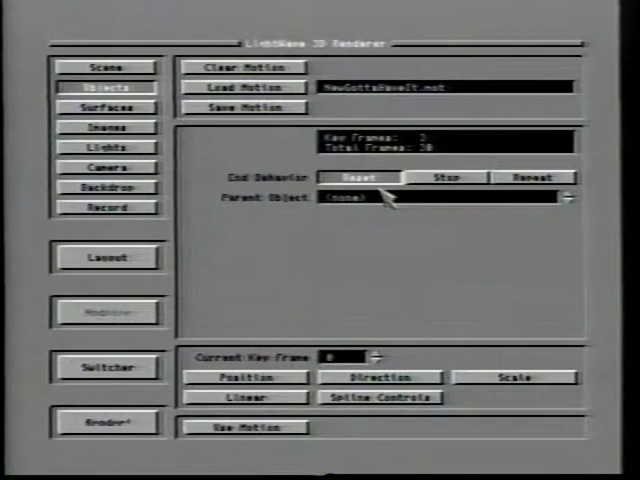 LightWave 3D Renderer
Scene
Objects
Surfaces
Images
Lights
Camera
Backdrop
Record
Layout
Modeler
Switcher
Render!
Clear Motion
Load Motion NewGottaHaveIt.mot
Save Motion
Key Frames: 3
Total Frames: 30
End Behavior Reset Stop Repeat
Parent Object (none)
Current Key Frame 0
Position Direction Scale
Linear Spline Controls
Use Motion